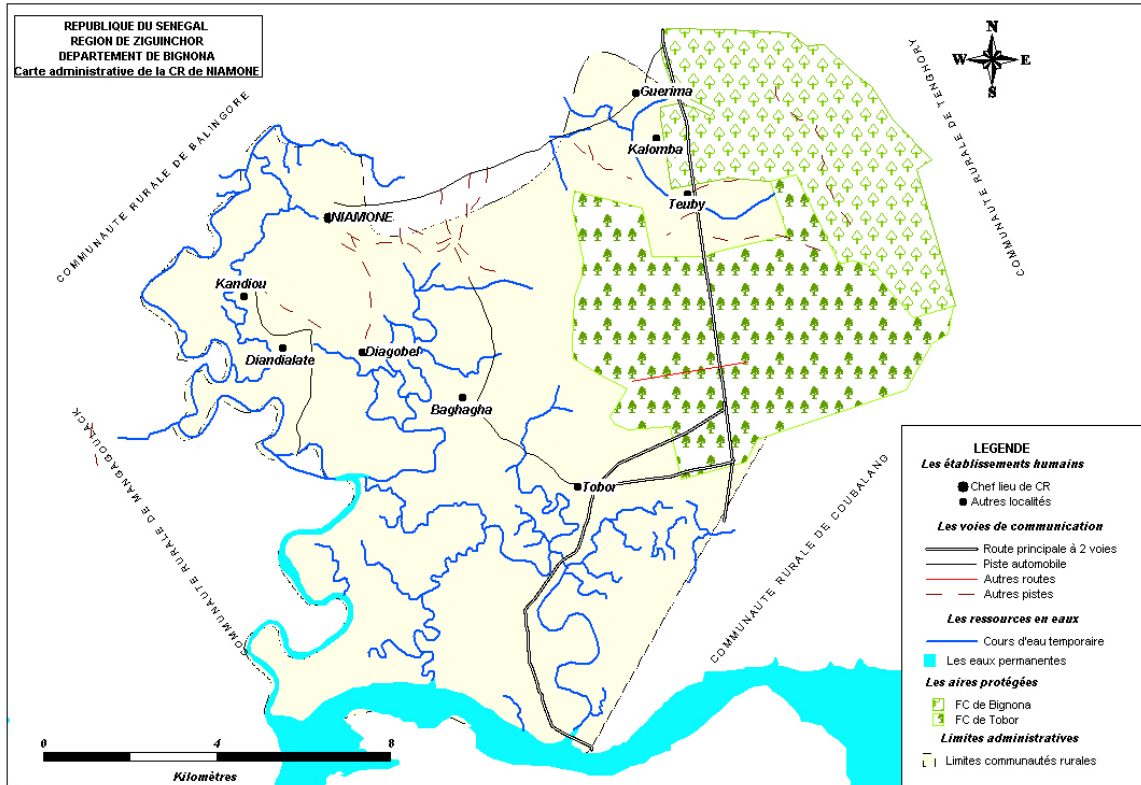 REPUBLIQUE DU SENEGAL
REGION DE ZIGUINCHOR
DEPARTEMENT DE BIGNONA
Carte administrative de la CR de NIAMONE
N
W
E
S
COMMUNAUTE RURALE DE BALINGORE
COMMUNAUTE RURALE DE TENGHORY
Guerima
Kalomba
Teuby
NIAMONE
Kandiou
Diandialate
Diagobel
Baghagha
Tobor
COMMUNAUTE RURALE DE MANGAGOULACK
COMMUNAUTE RURALE DE COUBALAND
LEGENDE
Les établissements humains
Chef lieu de CR
Autres localités
Les voies de communication
Route principale à 2 voies
Piste automobile
Autres routes
Autres pistes
Les ressources en eaux
Cours d'eau temporaire
Les eaux permanentes
Les aires protégées
FC de Bignona
FC de Tobor
Limites administratives
Limites communautés rurales
0 4 8
Kilomètres